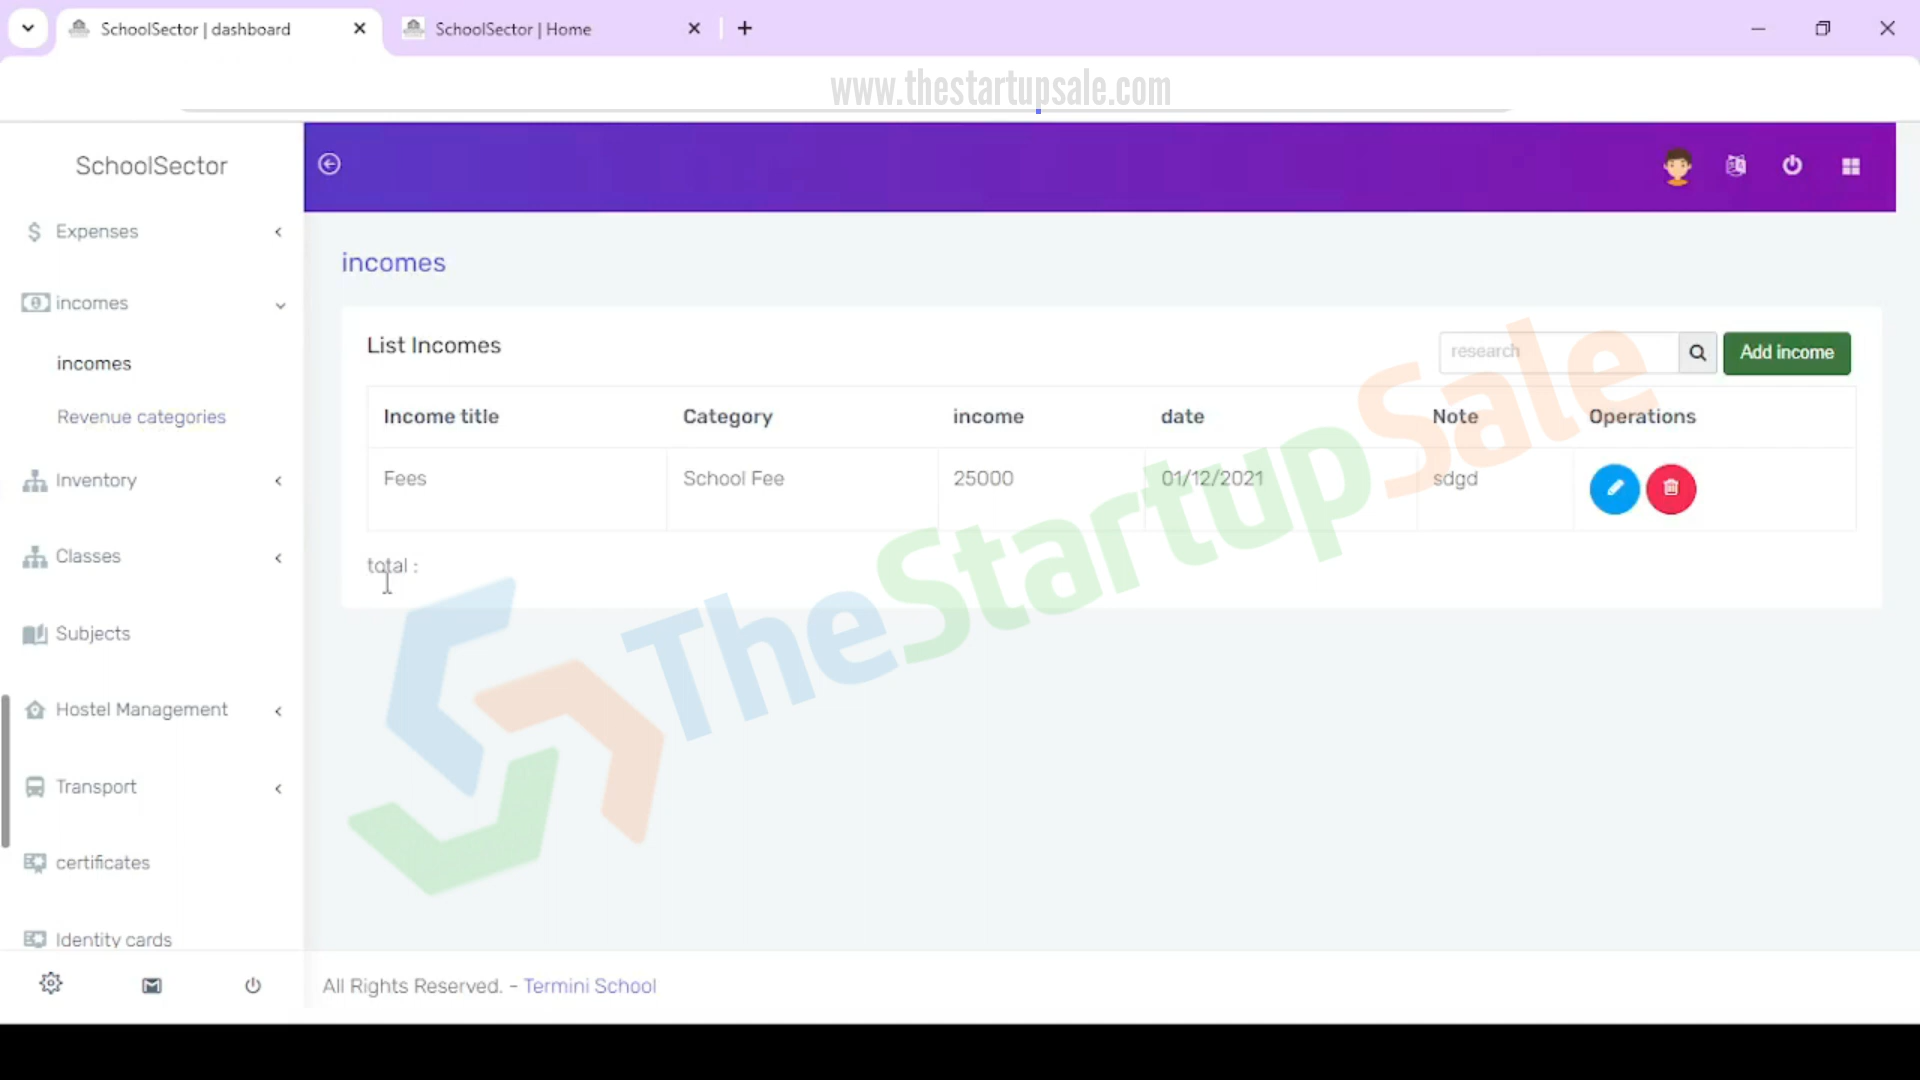 SchoolSector | dashboard
SchoolSector | Home
www.thestartupsale.com
SchoolSector
Expenses
incomes
incomes
Revenue categories
Inventory
Classes
Subjects
Hostel Management
Transport
certificates
Identity cards
incomes
List Incomes
research
Add income
Income title Category income date Note Operations
Fees School Fee 25000 01/12/2021 sdgd
total :
TheStartupSale
All Rights Reserved. - Termini School